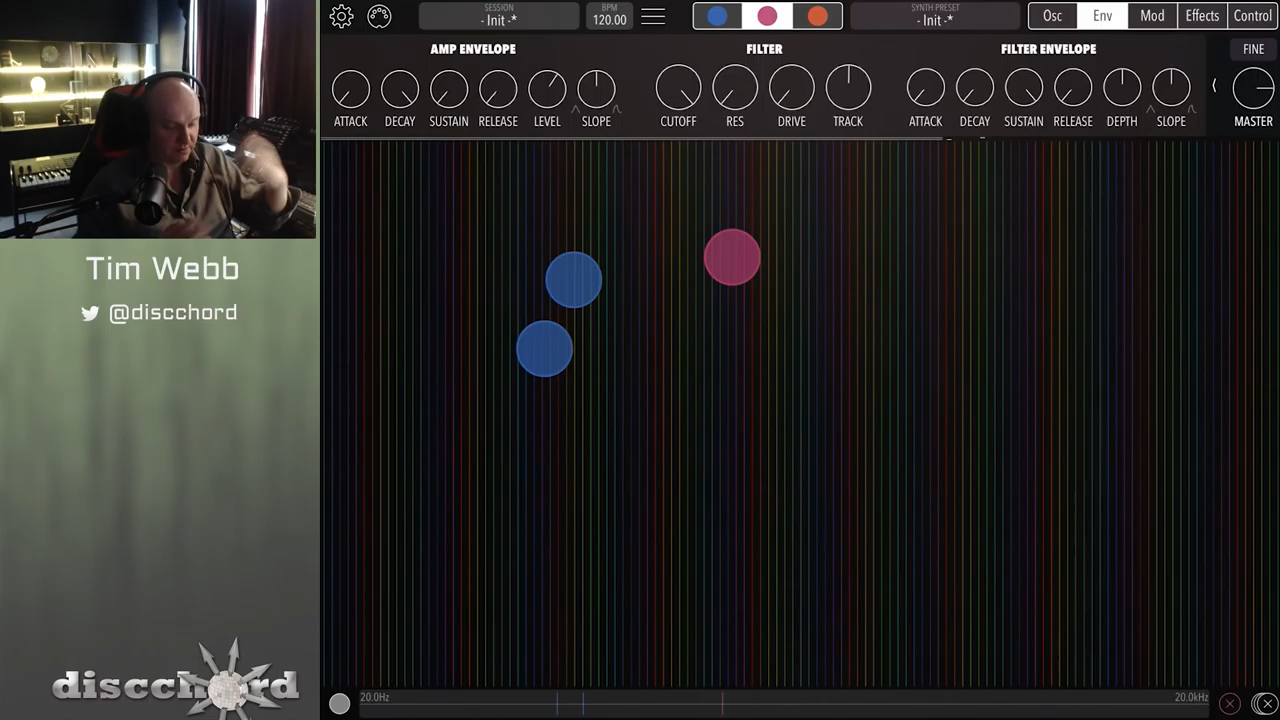 SESSION
- Init -*
BPM
120.00
SYNTH PRESET
- Init -*
Osc
Env
Mod
Effects
Control
AMP ENVELOPE
FILTER
FILTER ENVELOPE
FINE
ATTACK
DECAY
SUSTAIN
RELEASE
LEVEL
SLOPE
CUTOFF
RES
DRIVE
TRACK
ATTACK
DECAY
SUSTAIN
RELEASE
DEPTH
SLOPE
MASTER
Tim Webb
@discchord
discchord
20.0Hz
20.0kHz